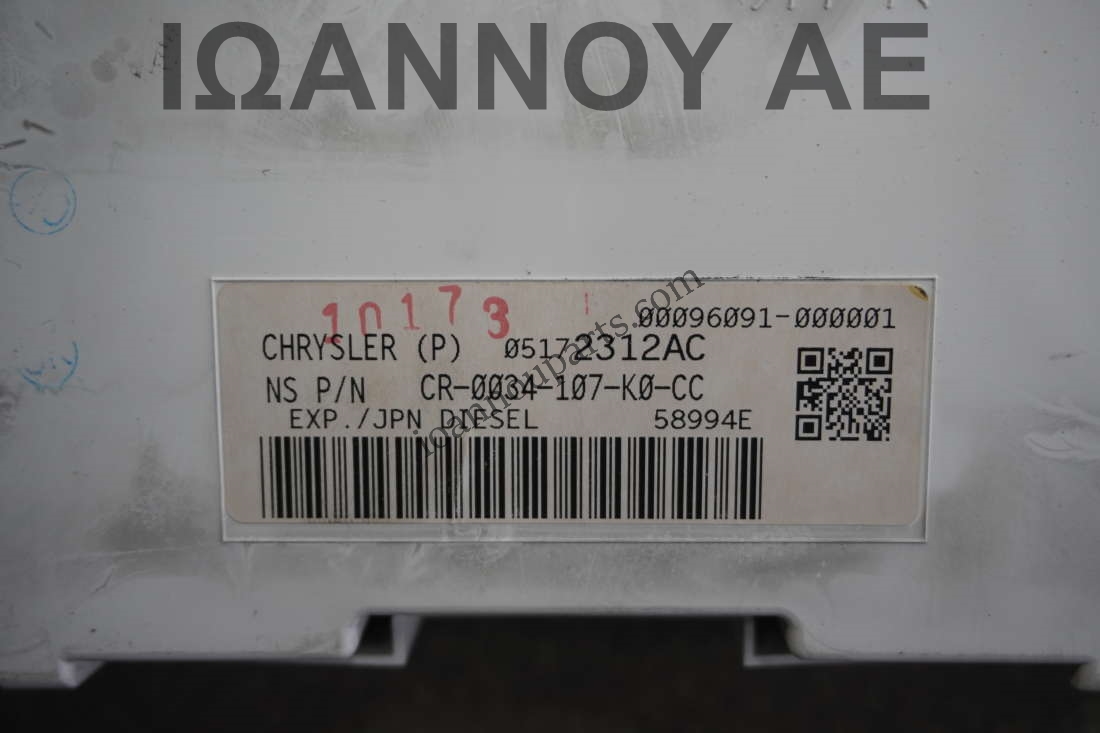 ΙΩΑΝΝΟΥ ΑΕ
10173
00096091-000001
CHRYSLER (P) 05172312AC
NS P/N CR-0034-107-K0-CC
EXP./JPN DIESEL 58994E
ioannouparts.com